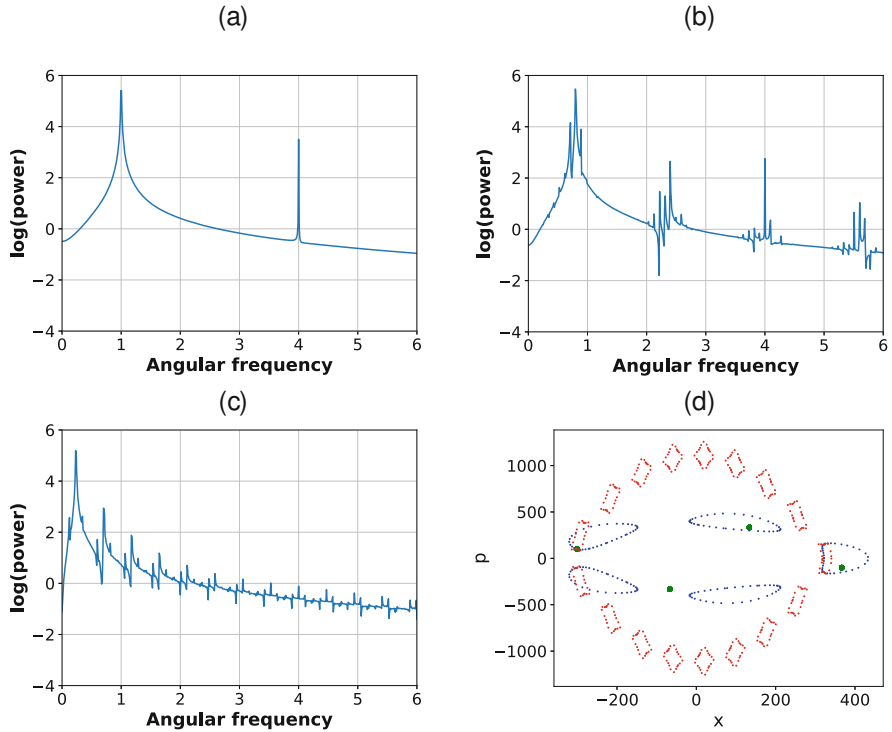 (a)
6
4
2
0
−2
−4
0 1 2 3 4 5 6
log(power)
Angular frequency
(b)
6
4
2
0
−2
−4
0 1 2 3 4 5 6
log(power)
Angular frequency
(c)
6
4
2
0
−2
−4
0 1 2 3 4 5 6
log(power)
Angular frequency
(d)
1000
500
0
−500
−1000
−200 0 200 400
p
x